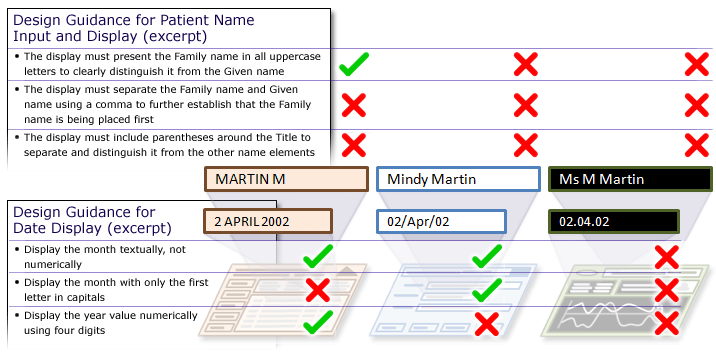 Design Guidance for Patient Name
Input and Display (excerpt)
• The display must present the Family name in all uppercase
letters to clearly distinguish it from the Given name
• The display must separate the Family name and Given
name using a comma to further establish that the Family
name is being placed first
• The display must include parentheses around the Title to
separate and distinguish it from the other name elements
MARTIN M
Mindy Martin
Ms M Martin
Design Guidance for
Date Display (excerpt)
2 APRIL 2002
02/Apr/02
02.04.02
• Display the month textually, not
numerically
• Display the month with only the first
letter in capitals
• Display the year value numerically
using four digits